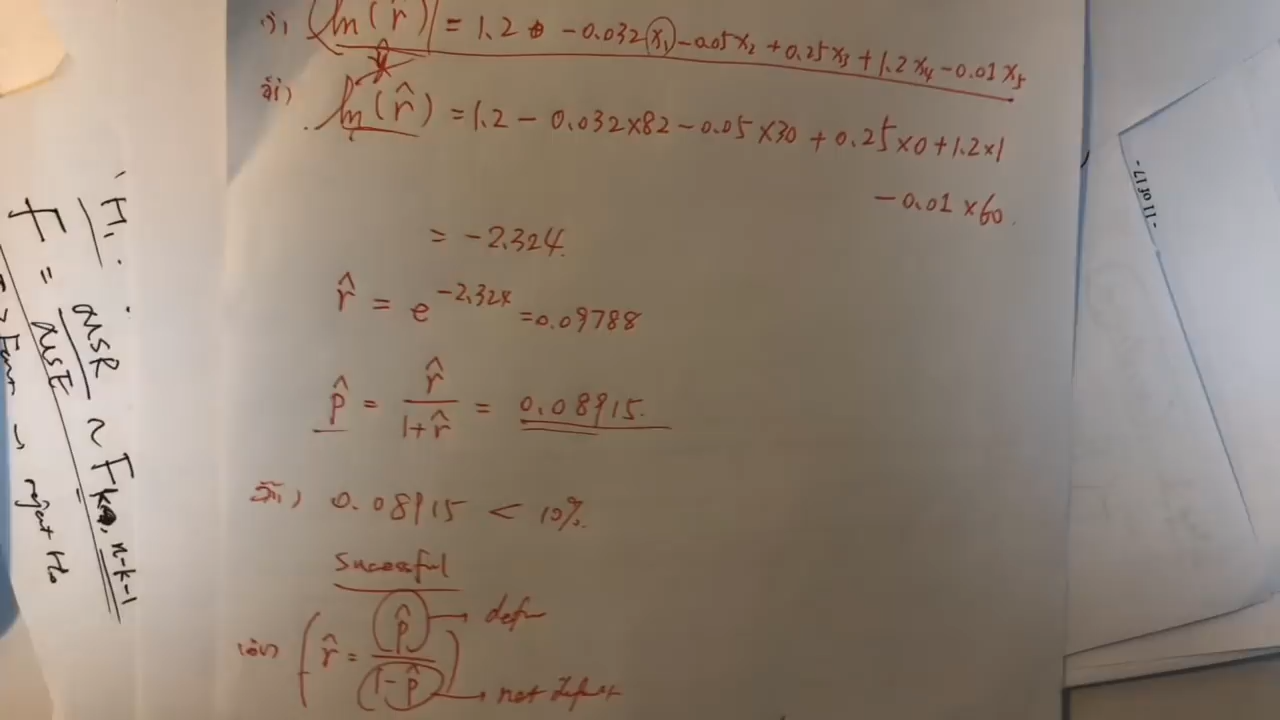 i) ln(r̂) = 1.2 - 0.032x₁ - 0.05x₂ + 0.25x₃ + 1.2x₄ - 0.01x₅
ii) ln(r̂) = 1.2 - 0.032×82 - 0.05×30 + 0.25×0 + 1.2×1
- 0.01×60.
= -2.324.
r̂ = e^-2.324 = 0.09788
p̂ = r̂/(1+r̂) = 0.08915.
iii) 0.08915 < 10%.
Sucessful
iv) (r̂ = p̂/(1-p̂))
→ not default
H₁:
F = MSR/MSE ~ Fk, n-k-1
→ reject H₀
- 11 of 17 -